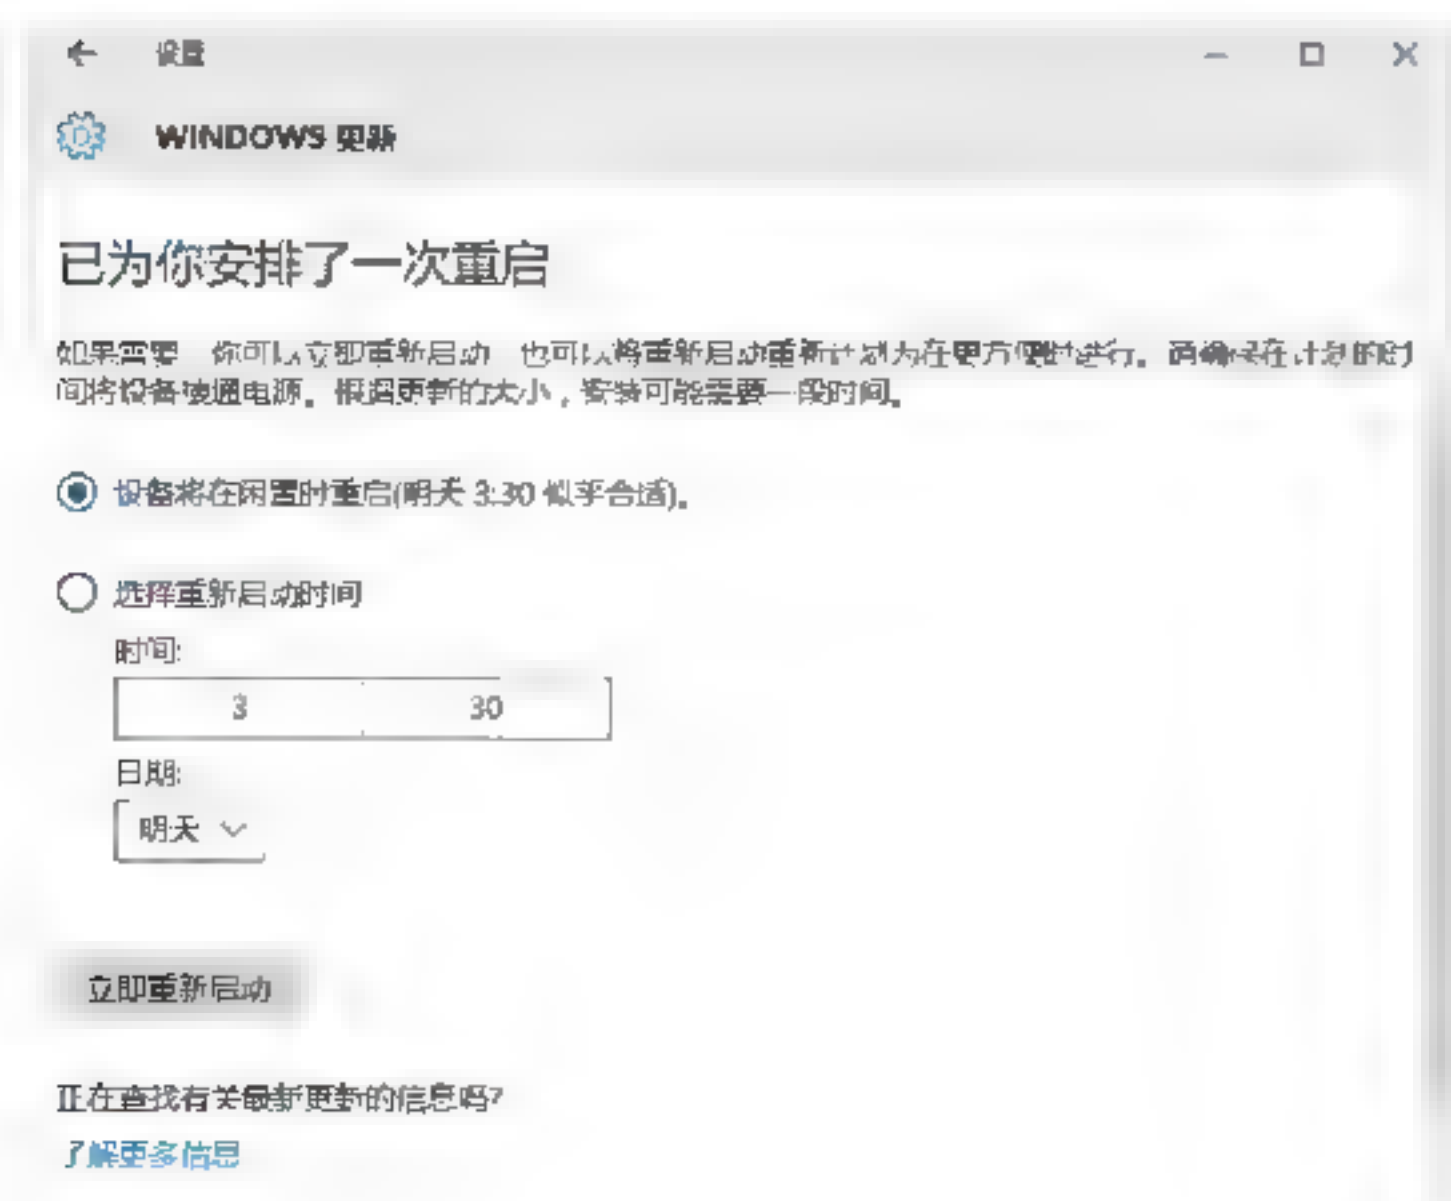 设置
WINDOWS 更新
已为你安排了一次重启
如果需要，你可以立即重新启动，也可以将重新启动重新计划为在更方便时进行。请确保在计划的时
间将设备接通电源。根据更新的大小，安装可能需要一段时间。
设备将在闲置时重启(明天 3:30 似乎合适)。
选择重新启动时间
时间:
3 30
日期:
明天
立即重新启动
正在查找有关最新更新的信息吗?
了解更多信息